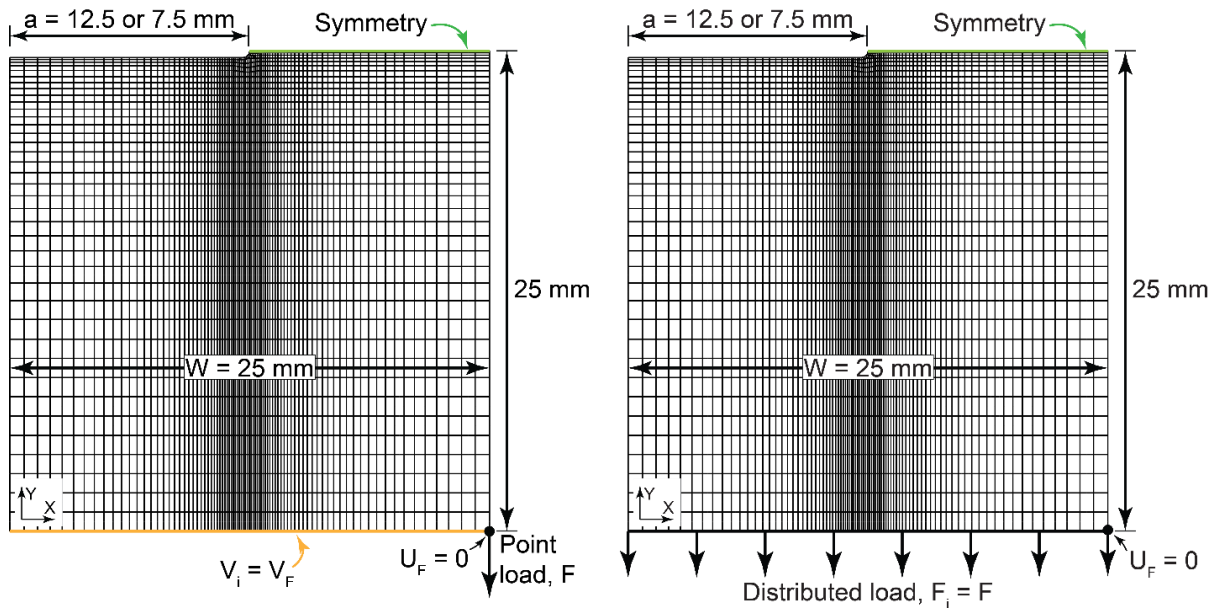 a = 12.5 or 7.5 mm
Symmetry
25 mm
W = 25 mm
Y
X
V_i = V_F
U_F = 0
Point
load, F
a = 12.5 or 7.5 mm
Symmetry
25 mm
W = 25 mm
Y
X
U_F = 0
Distributed load, F_i = F